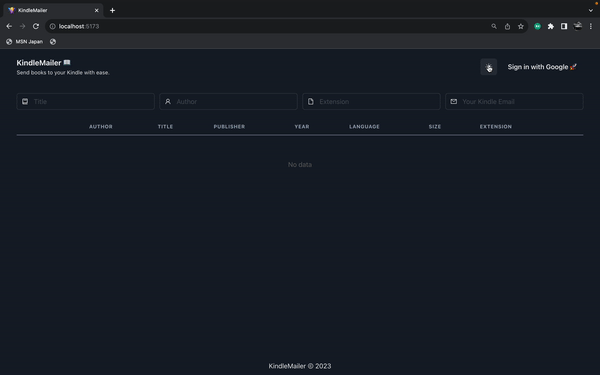 KindleMailer
localhost:5173
MSN Japan
KindleMailer 📖
Send books to your Kindle with ease.
Sign in with Google 🚀
Title
Author
Extension
Your Kindle Email
AUTHOR TITLE PUBLISHER YEAR LANGUAGE SIZE EXTENSION
No data
KindleMailer © 2023